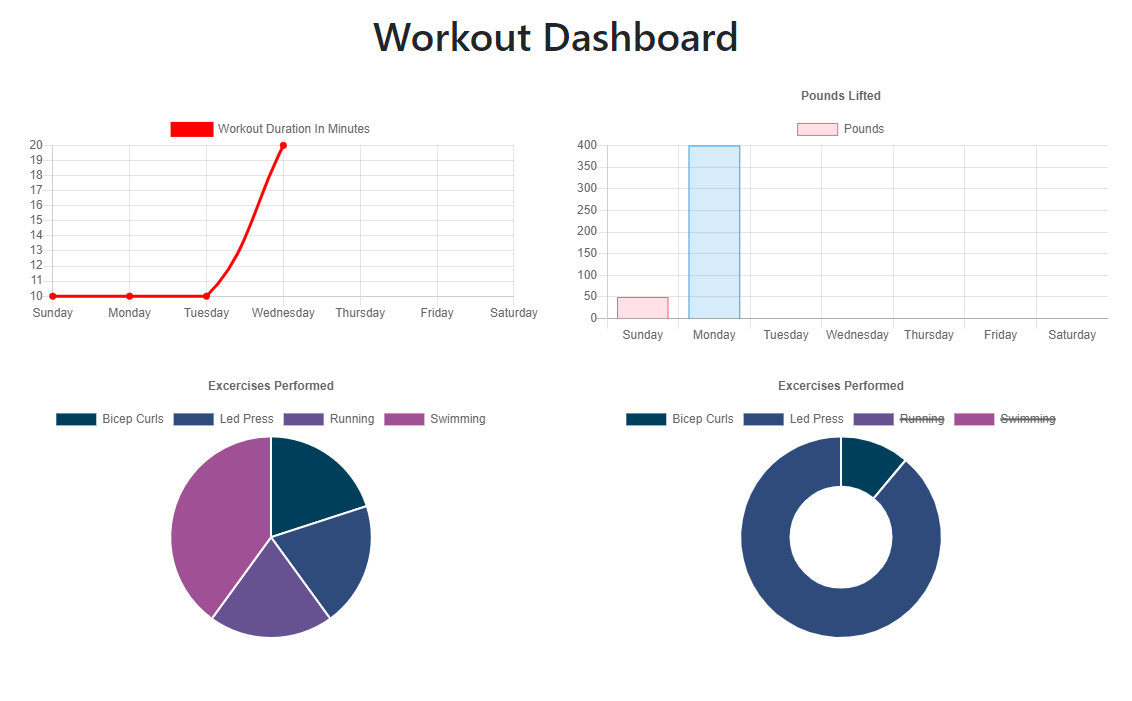 Workout Dashboard
Workout Duration In Minutes
20
19
18
17
16
15
14
13
12
11
10
Sunday Monday Tuesday Wednesday Thursday Friday Saturday
Pounds Lifted
Pounds
400
350
300
250
200
150
100
50
0
Sunday Monday Tuesday Wednesday Thursday Friday Saturday
Excercises Performed
Bicep Curls Led Press Running Swimming
Excercises Performed
Bicep Curls Led Press Running Swimming